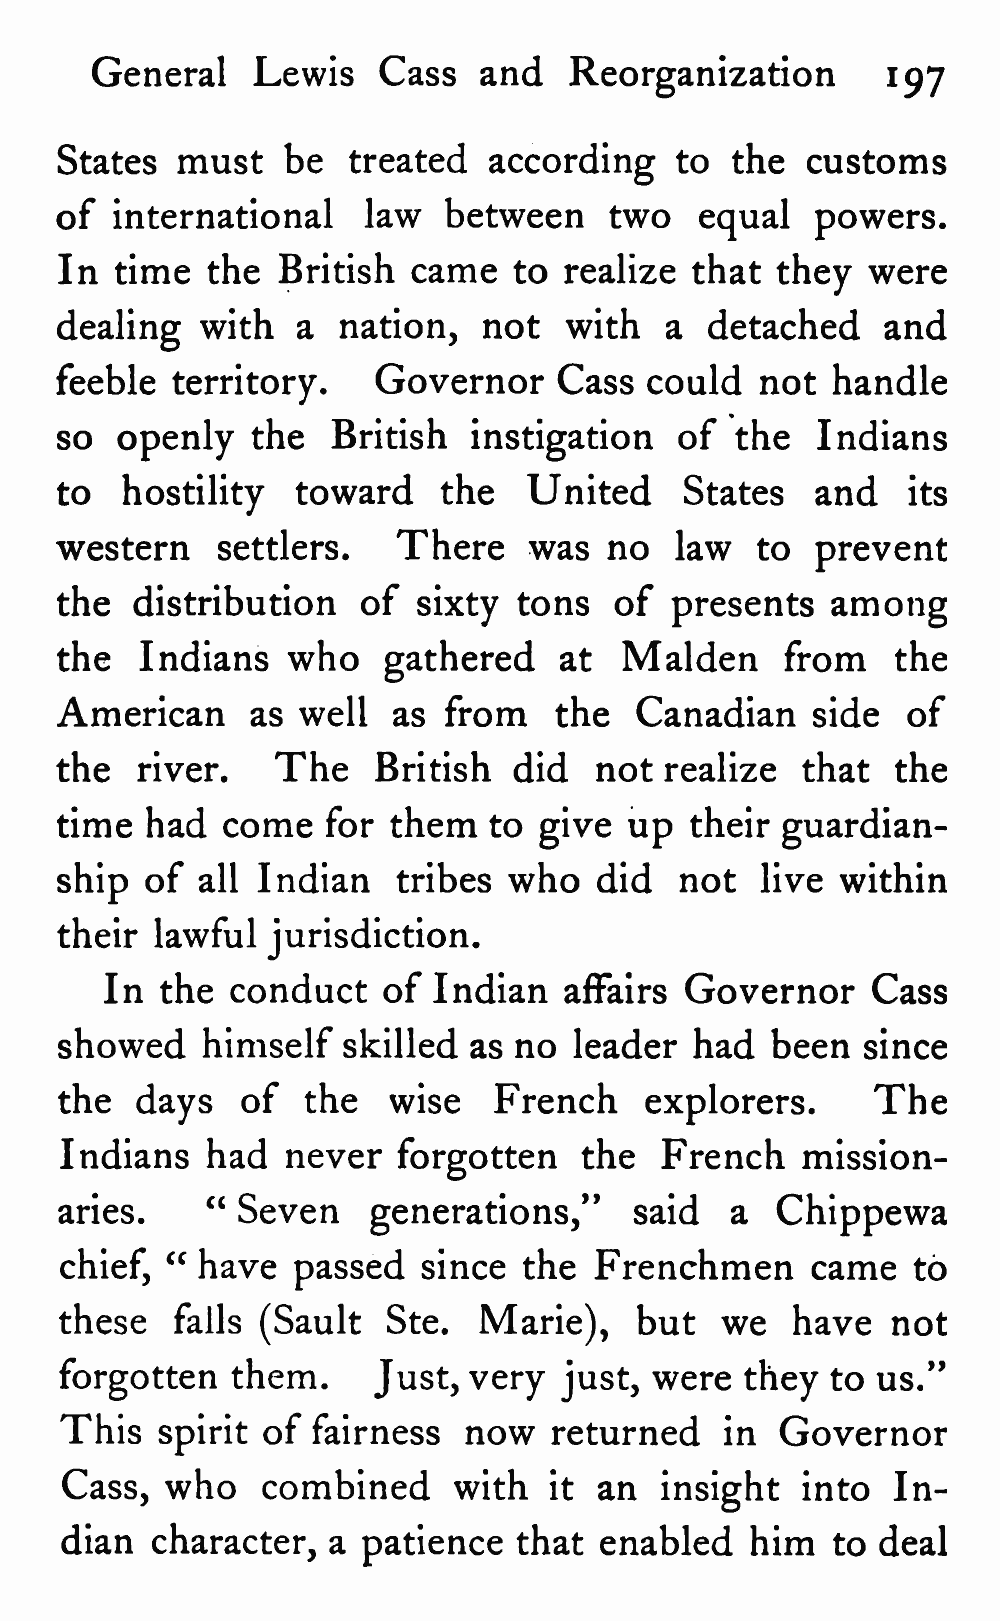 General Lewis Cass and Reorganization 197
States must be treated according to the customs
of international law between two equal powers.
In time the British came to realize that they were
dealing with a nation, not with a detached and
feeble territory. Governor Cass could not handle
so openly the British instigation of the Indians
to hostility toward the United States and its
western settlers. There was no law to prevent
the distribution of sixty tons of presents among
the Indians who gathered at Malden from the
American as well as from the Canadian side of
the river. The British did not realize that the
time had come for them to give up their guardian-
ship of all Indian tribes who did not live within
their lawful jurisdiction.
In the conduct of Indian affairs Governor Cass
showed himself skilled as no leader had been since
the days of the wise French explorers. The
Indians had never forgotten the French mission-
aries. “ Seven generations,” said a Chippewa
chief, “ have passed since the Frenchmen came to
these falls (Sault Ste. Marie), but we have not
forgotten them. Just, very just, were they to us.”
This spirit of fairness now returned in Governor
Cass, who combined with it an insight into In-
dian character, a patience that enabled him to deal